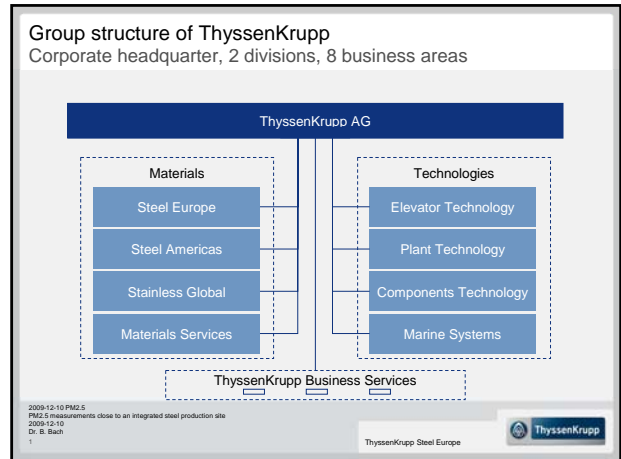 Group structure of ThyssenKrupp
Corporate headquarter, 2 divisions, 8 business areas
ThyssenKrupp AG
Materials
Steel Europe
Steel Americas
Stainless Global
Materials Services
Technologies
Elevator Technology
Plant Technology
Components Technology
Marine Systems
ThyssenKrupp Business Services
2009-12-10 PM2.5
PM2.5 measurements close to an integrated steel production site
2009-12-10
Dr. B. Bach
1
ThyssenKrupp Steel Europe
ThyssenKrupp